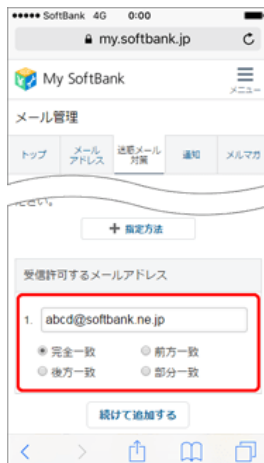 SoftBank 4G 0:00
my.softbank.jp
My SoftBank
メニュー
メール管理
トップ
メール
アドレス
迷惑メール
対策
通知
メルマガ
ださい。
+ 指定方法
受信許可するメールアドレス
1. abcd@softbank.ne.jp
完全一致 前方一致
後方一致 部分一致
続けて追加する